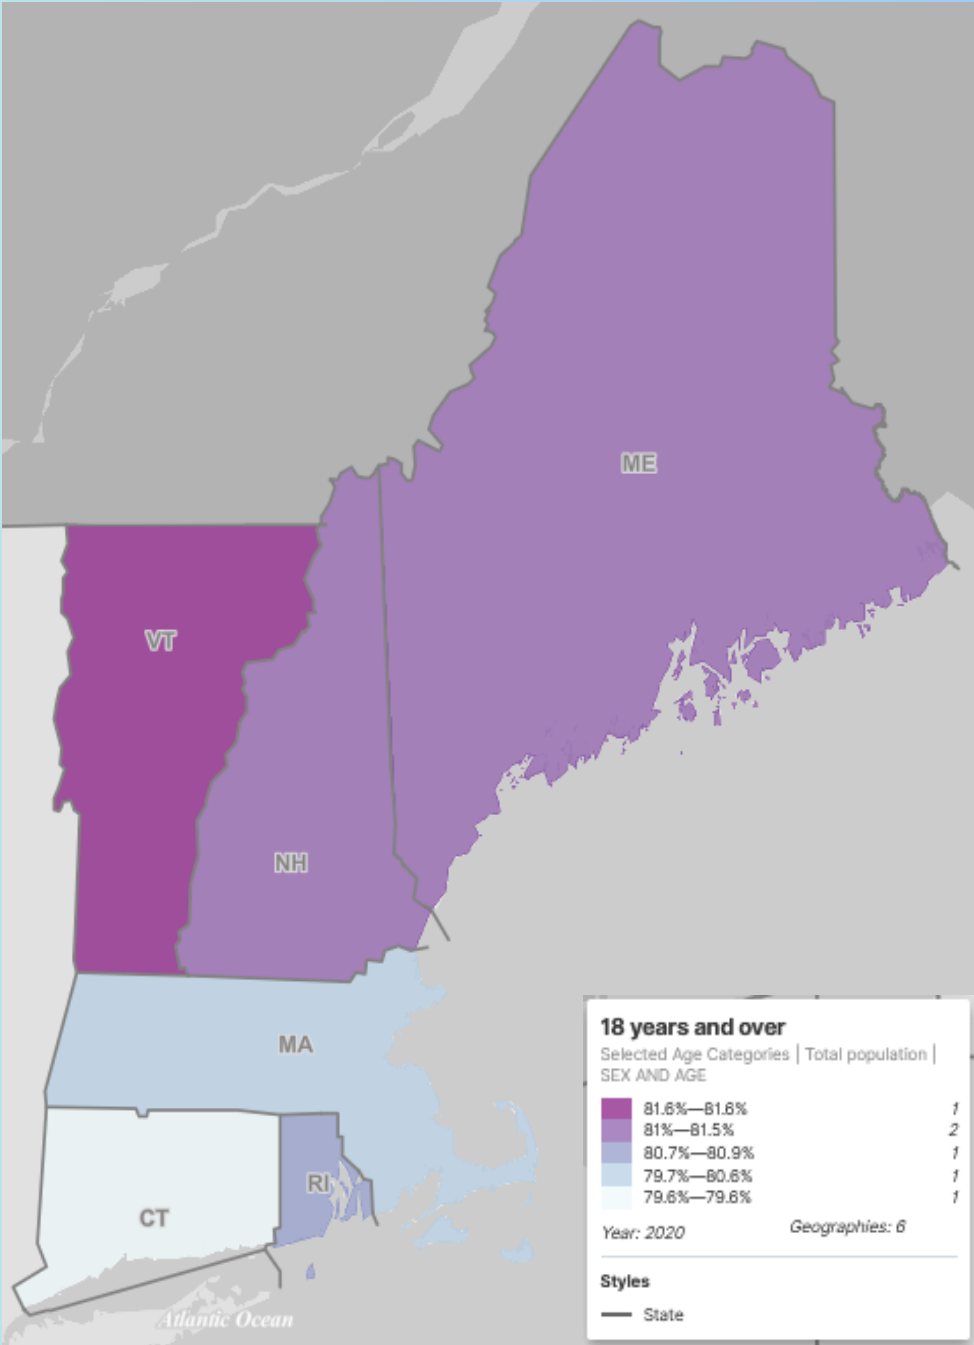 ME
VT
NH
MA
RI
CT
Atlantic Ocean
18 years and over
Selected Age Categories | Total population |
SEX AND AGE
81.6%—81.6% 1
81%—81.5% 2
80.7%—80.9% 1
79.7%—80.6% 1
79.6%—79.6% 1
Year: 2020 Geographies: 6
Styles
State